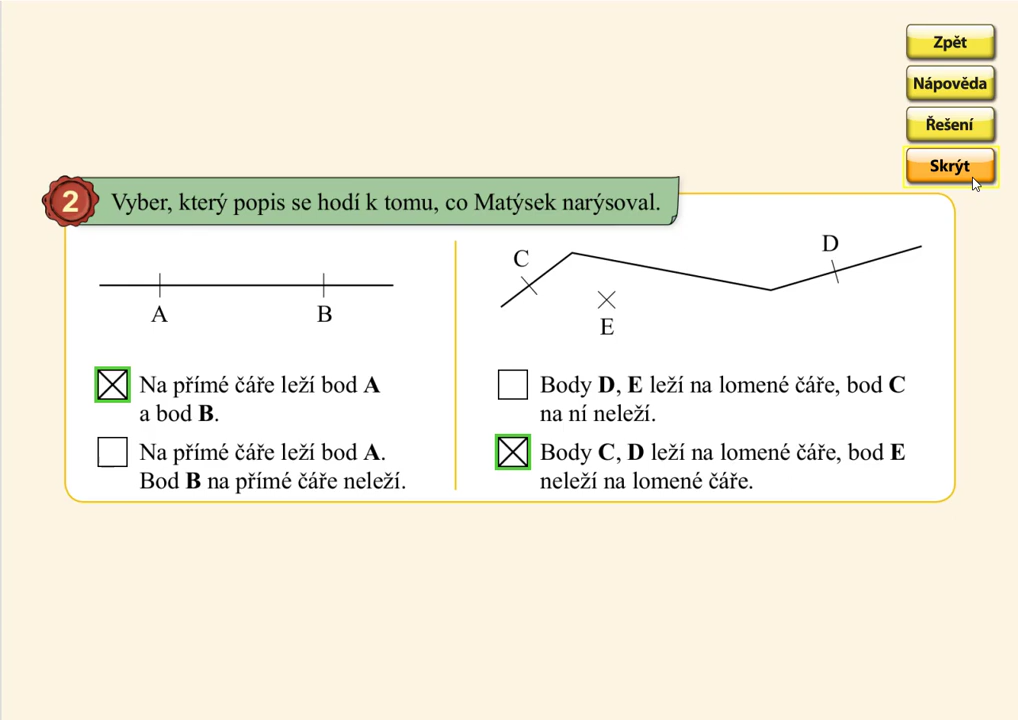 Zpět
Nápověda
Řešení
Skrýt
2 Vyber, který popis se hodí k tomu, co Matýsek narýsoval.
A B
C D
E
Na přímé čáře leží bod A
a bod B.
Na přímé čáře leží bod A.
Bod B na přímé čáře neleží.
Body D, E leží na lomené čáře, bod C
na ní neleží.
Body C, D leží na lomené čáře, bod E
neleží na lomené čáře.